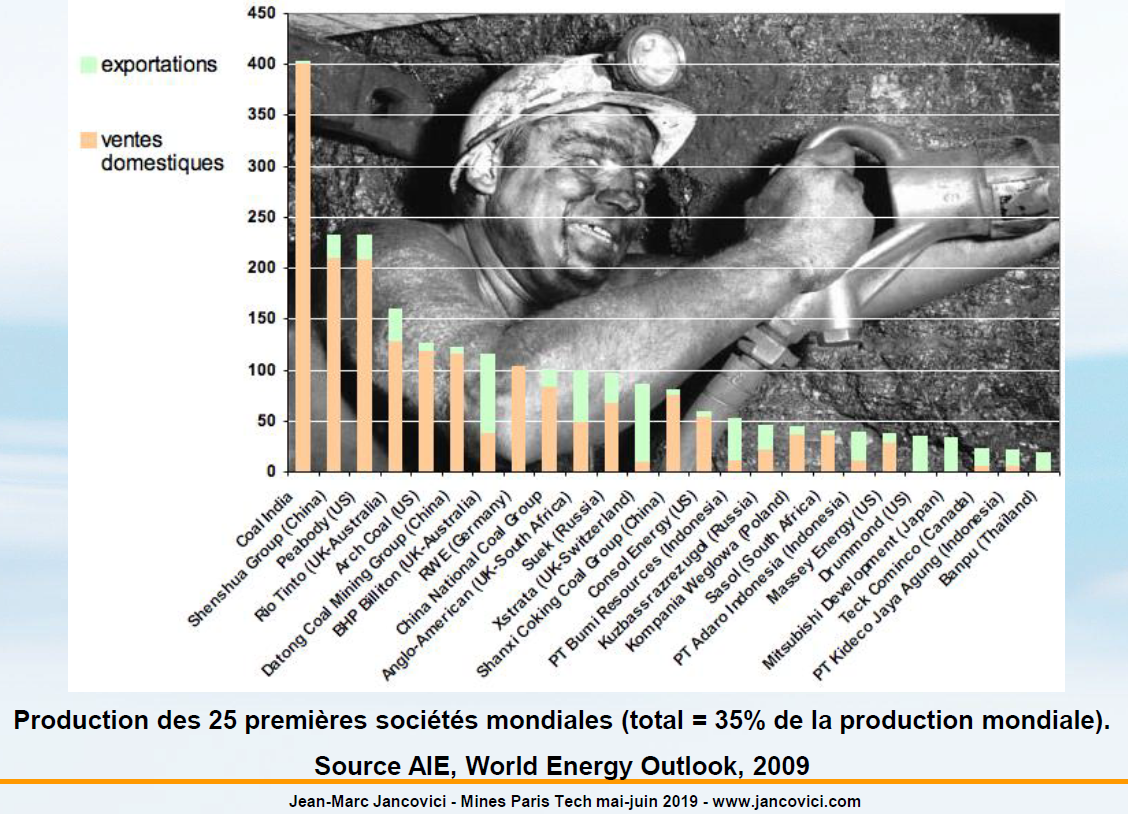 450
400
350
300
250
200
150
100
50
0
exportations
ventes
domestiques
Coal India
Shenshua Group (China)
Peabody (US)
Rio Tinto (UK-Australia)
Arch Coal (US)
Datong Coal Mining Group (China)
BHP Billiton (UK-Australia)
RWE (Germany)
China National Coal Group
Anglo-American (UK-South Africa)
Suek (Russia)
Xstrata (UK-Switzerland)
Shanxi Coking Coal Group (China)
Consol Energy (US)
PT Bumi Resources (Indonesia)
Kuzbassrazrezugol (Russia)
Kompania Weglowa (Poland)
Sasol (South Africa)
PT Adaro Indonesia (Indonesia)
Massey Energy (US)
Drummond (US)
Mitsubishi Development (Japan)
Teck Cominco (Canada)
PT Kideco Jaya Agung (Indonesia)
Banpu (Thailand)
Production des 25 premières sociétés mondiales (total = 35% de la production mondiale).
Source AIE, World Energy Outlook, 2009
Jean-Marc Jancovici - Mines Paris Tech mai-juin 2019 - www.jancovici.com